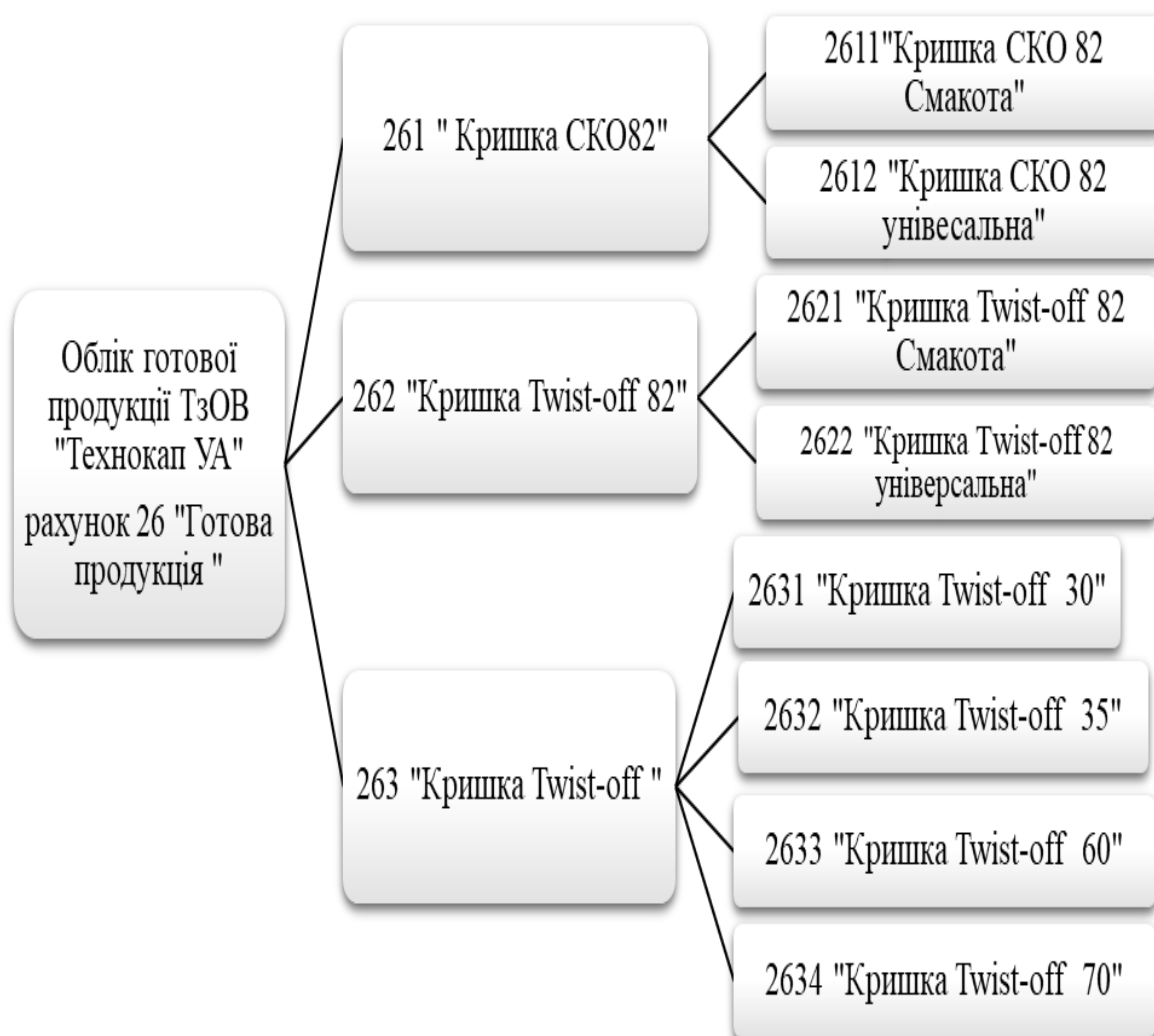 Облік готової
продукції ТзОВ
"Технокап УА"
рахунок 26 "Готова
продукція "
261 " Кришка СКО82"
2611"Кришка СКО 82
Смакота"
2612 "Кришка СКО 82
унівесальна"
262 "Кришка Twist-off 82"
2621 "Кришка Twist-off 82
Смакота"
2622 "Кришка Twist-off 82
універсальна"
263 "Кришка Twist-off "
2631 "Кришка Twist-off  30"
2632 "Кришка Twist-off  35"
2633 "Кришка Twist-off  60"
2634 "Кришка Twist-off  70"